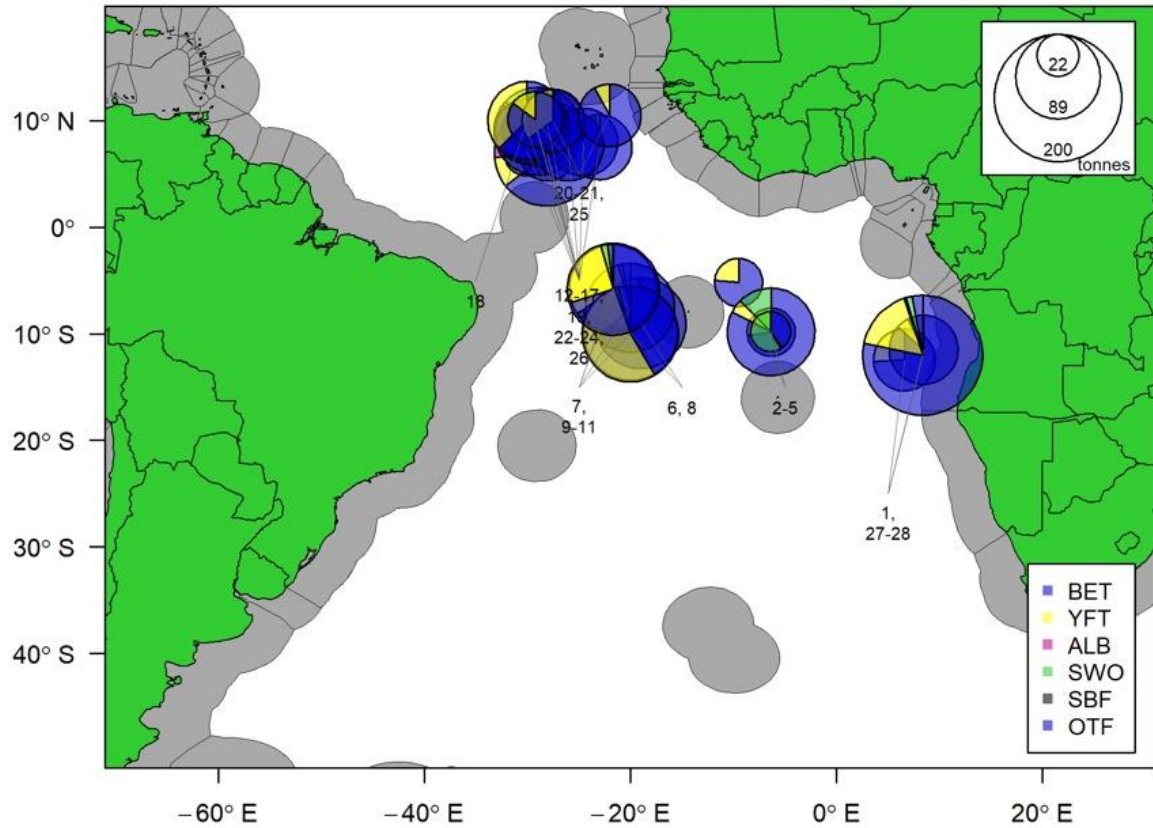 10° N
0°
10° S
20° S
30° S
40° S
22
89
200
tonnes
20-21,
25
18
12-17,
22-24,
26
7,
9-11
6, 8
2-5
1,
27-28
BET
YFT
ALB
SWO
SBF
OTF
−60° E
−40° E
−20° E
0° E
20° E